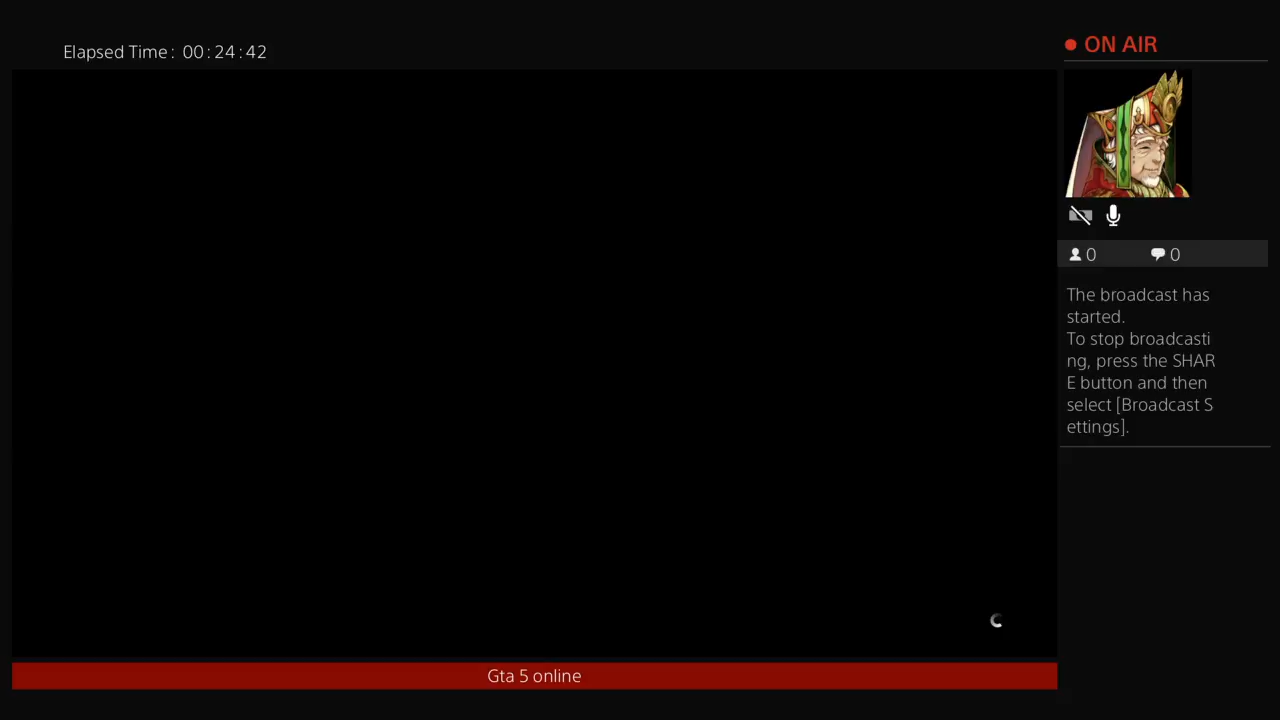 Elapsed Time: 00:24:42
ON AIR
0 0
The broadcast has
started.
To stop broadcasti
ng, press the SHAR
E button and then
select [Broadcast S
ettings].
Gta 5 online